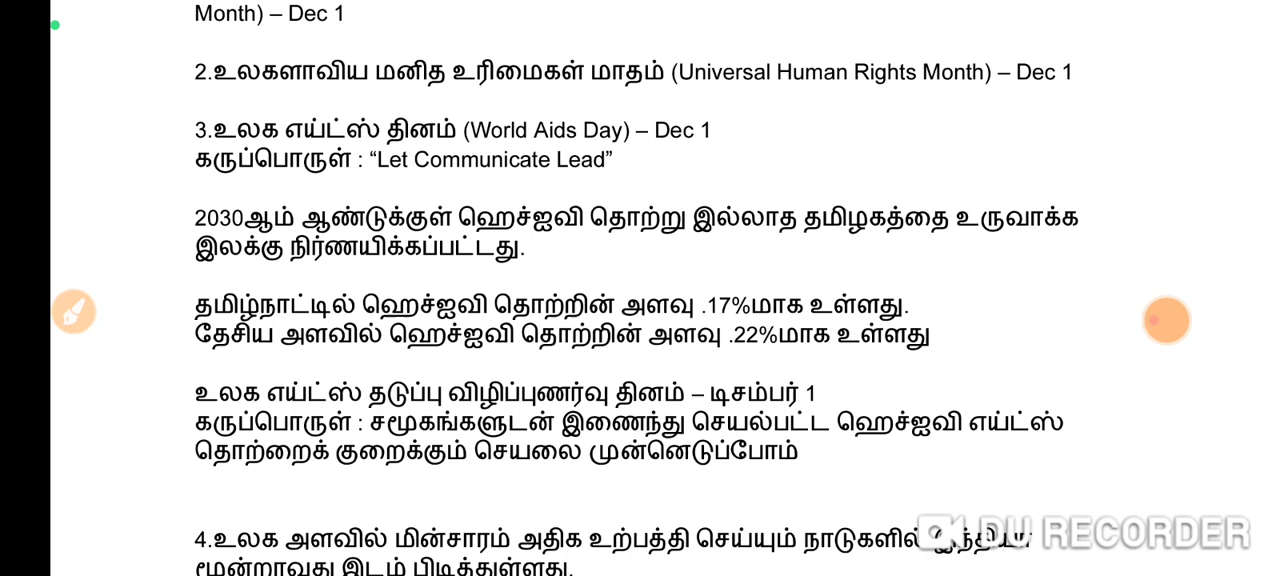 Month) – Dec 1
2.உலகளாவிய மனித உரிமைகள் மாதம் (Universal Human Rights Month) – Dec 1
3.உலக எய்ட்ஸ் தினம் (World Aids Day) – Dec 1
கருப்பொருள் : “Let Communicate Lead”
2030ஆம் ஆண்டுக்குள் ஹெச்ஐவி தொற்று இல்லாத தமிழகத்தை உருவாக்க
இலக்கு நிர்ணயிக்கப்பட்டது.
தமிழ்நாட்டில் ஹெச்ஐவி தொற்றின் அளவு .17%மாக உள்ளது.
தேசிய அளவில் ஹெச்ஐவி தொற்றின் அளவு .22%மாக உள்ளது
உலக எய்ட்ஸ் தடுப்பு விழிப்புணர்வு தினம் – டிசம்பர் 1
கருப்பொருள் : சமூகங்களுடன் இணைந்து செயல்பட்ட ஹெச்ஐவி எய்ட்ஸ்
தொற்றைக் குறைக்கும் செயலை முன்னெடுப்போம்
4.உலக அளவில் மின்சாரம் அதிக உற்பத்தி செய்யும் நாடுகளில் இந்தியா
மூன்றாவது இடம் பிடித்துள்ளது.
DU RECORDER